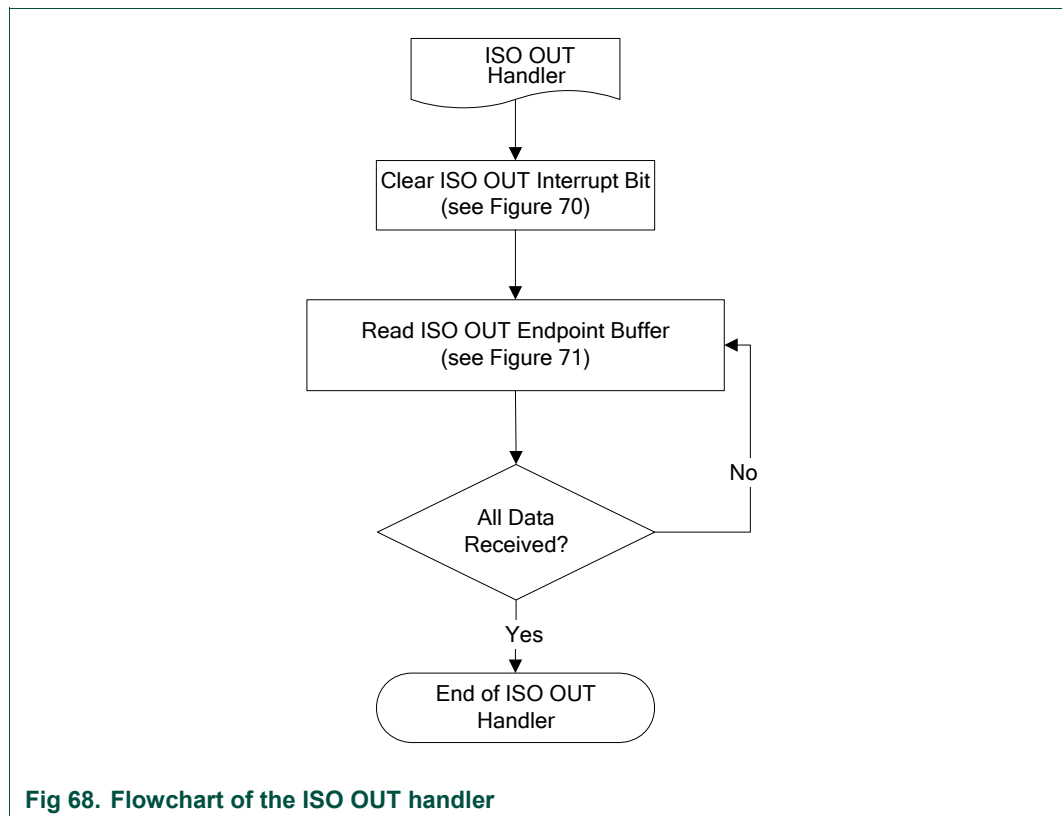 ISO OUT
Handler
Clear ISO OUT Interrupt Bit
(see Figure 70)
Read ISO OUT Endpoint Buffer
(see Figure 71)
No
All Data
Received?
Yes
End of ISO OUT
Handler
Fig 68. Flowchart of the ISO OUT handler